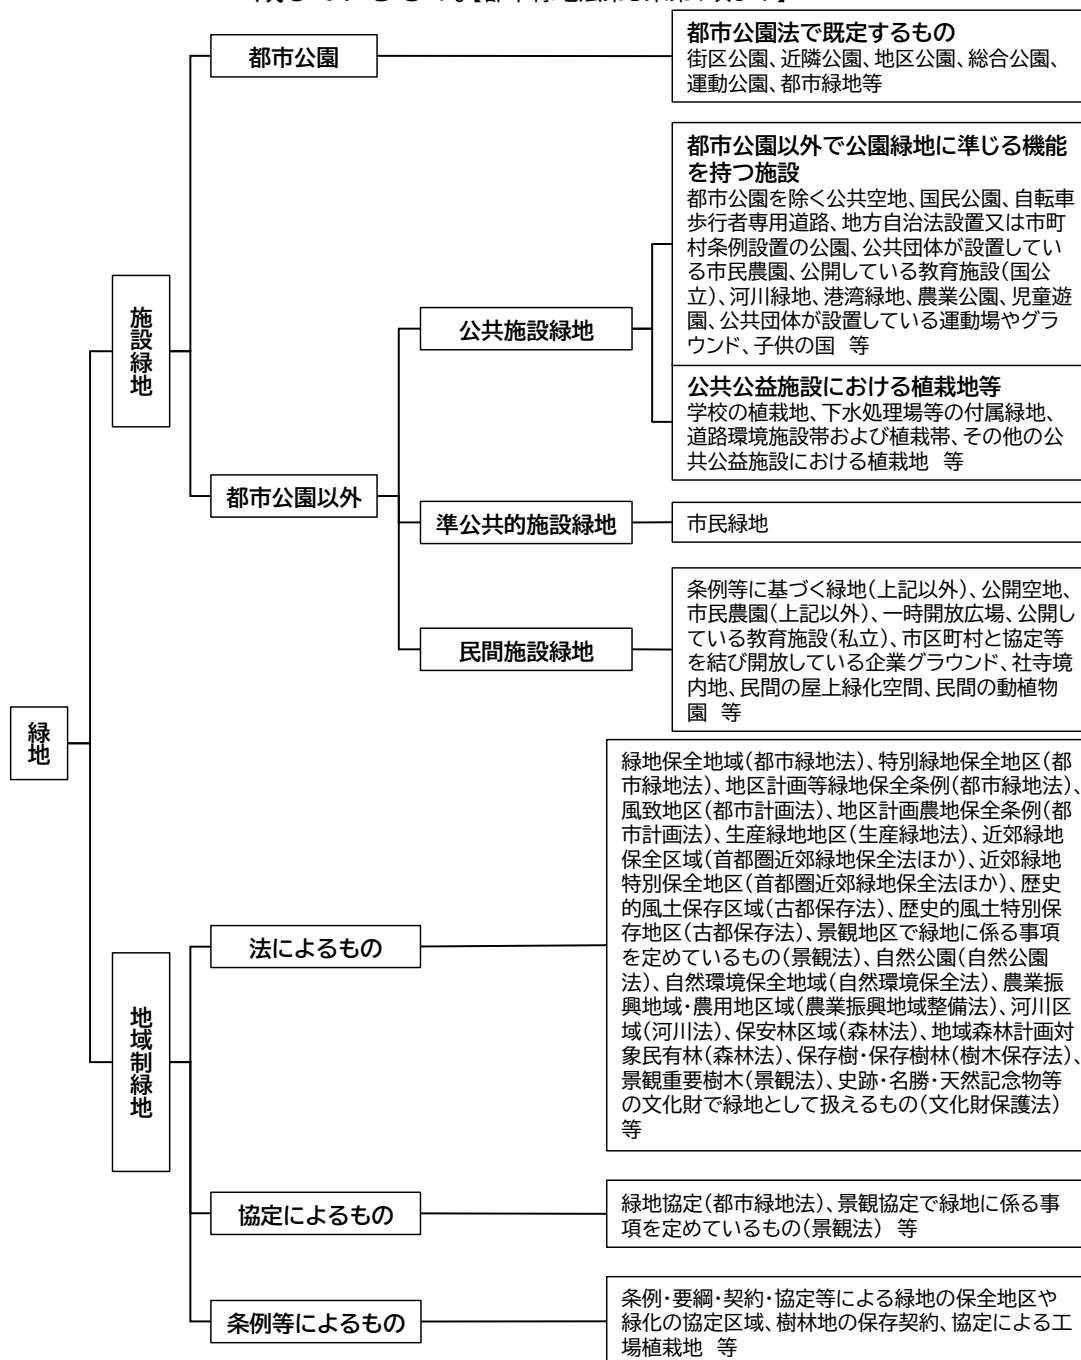 都市公園
都市公園法で既定するもの
街区公園、近隣公園、地区公園、総合公園、
運動公園、都市緑地等
都市公園以外で公園緑地に準じる機能
を持つ施設
都市公園を除く公共空地、国民公園、自転車
歩行者専用道路、地方自治法設置又は市町
村条例設置の公園、公共団体が設置してい
る市民農園、公開している教育施設(国公
立)、河川緑地、港湾緑地、農業公園、児童遊
園、公共団体が設置している運動場やグラ
ウンド、子供の国 等
施設緑地
公共施設緑地
公共公益施設における植栽地等
学校の植栽地、下水処理場等の付属緑地、
道路環境施設帯および植栽帯、その他の公
共公益施設における植栽地 等
都市公園以外
準公共的施設緑地
市民緑地
民間施設緑地
条例等に基づく緑地(上記以外)、公開空地、
市民農園(上記以外)、一時開放広場、公開し
ている教育施設(私立)、市区町村と協定等
を結び開放している企業グラウンド、社寺境
内地、民間の屋上緑化空間、民間の動植物
園 等
緑地
地域制緑地
法によるもの
緑地保全地域(都市緑地法)、特別緑地保全地区(都
市緑地法)、地区計画等緑地保全条例(都市緑地法)、
風致地区(都市計画法)、地区計画農地保全条例(都
市計画法)、生産緑地地区(生産緑地法)、近郊緑地
保全区域(首都圏近郊緑地保全法ほか)、近郊緑地
特別保全地区(首都圏近郊緑地保全法ほか)、歴史
的風土保存区域(古都保存法)、歴史的風土特別保
存地区(古都保存法)、景観地区で緑地に係る事項
を定めているもの(景観法)、自然公園(自然公園
法)、自然環境保全地域(自然環境保全法)、農業振
興地域・農用地区域(農業振興地域整備法)、河川区
域(河川法)、保安林区域(森林法)、地域森林計画対
象民有林(森林法)、保存樹・保存樹林(樹木保存法)、
景観重要樹木(景観法)、史跡・名勝・天然記念物等
の文化財で緑地として扱えるもの(文化財保護法)
等
協定によるもの
緑地協定(都市緑地法)、景観協定で緑地に係る事
項を定めているもの(景観法) 等
条例等によるもの
条例・要綱・契約・協定等による緑地の保全地区や
緑化の協定区域、樹林地の保存契約、協定による工
場植栽地 等